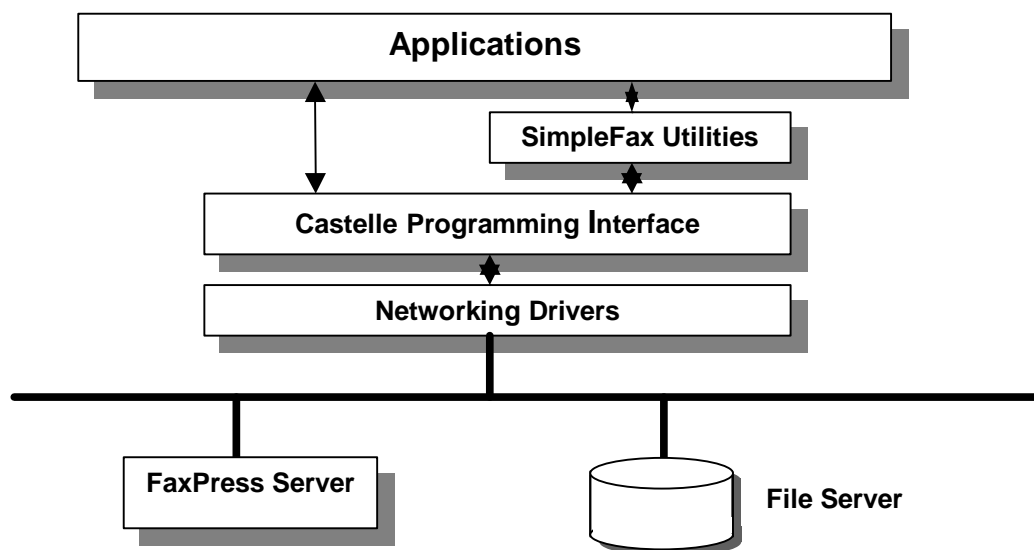 Applications
SimpleFax Utilities
Castelle Programming Interface
Networking Drivers
FaxPress Server
File Server